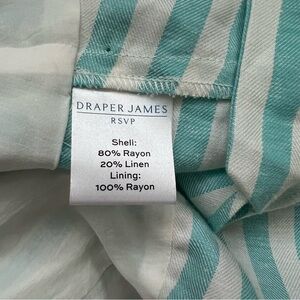 DRAPER JAMES
RSVP
Shell:
80% Rayon
20% Linen
Lining:
100% Rayon